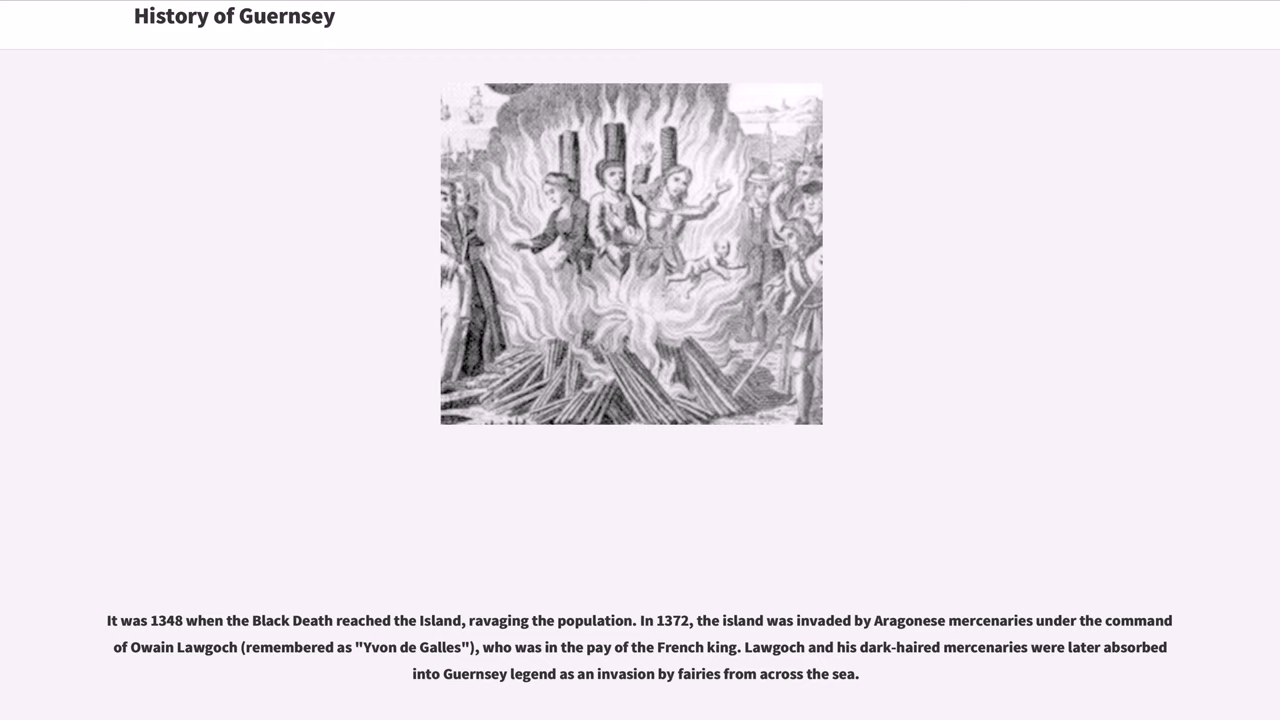 History of Guernsey
It was 1348 when the Black Death reached the Island, ravaging the population. In 1372, the island was invaded by Aragonese mercenaries under the command
of Owain Lawgoch (remembered as "Yvon de Galles"), who was in the pay of the French king. Lawgoch and his dark-haired mercenaries were later absorbed
into Guernsey legend as an invasion by fairies from across the sea.